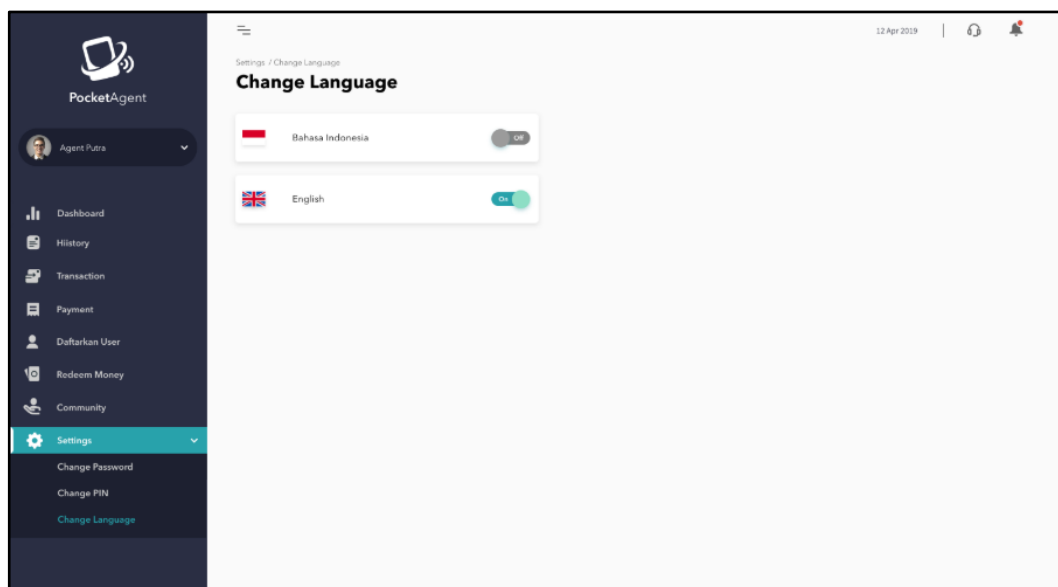 12 Apr 2019
PocketAgent
Agent Putra
Dashboard
Hiistory
Transaction
Payment
Daftarkan User
Redeem Money
Community
Settings
Change Password
Change PIN
Change Language
Settings / Change Language
Change Language
Bahasa Indonesia
Off
English
On